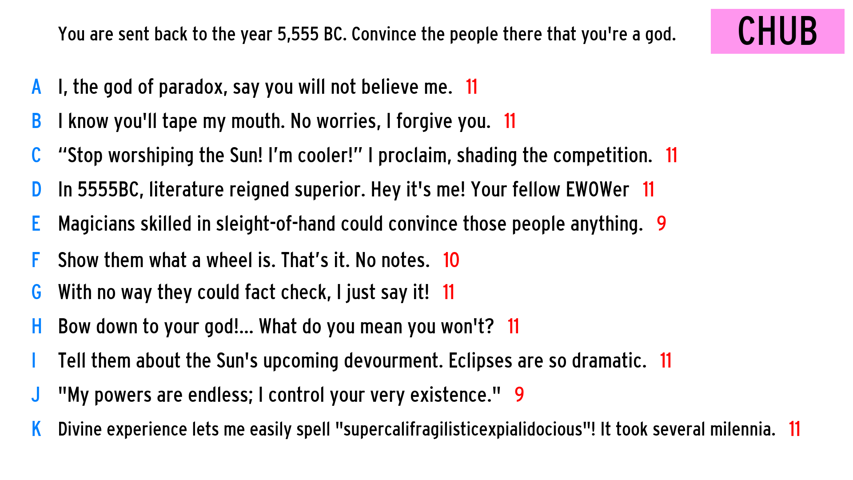 You are sent back to the year 5,555 BC. Convince the people there that you're a god.
CHUB
A I, the god of paradox, say you will not believe me. 11
B I know you'll tape my mouth. No worries, I forgive you. 11
C “Stop worshiping the Sun! I’m cooler!” I proclaim, shading the competition. 11
D In 5555BC, literature reigned superior. Hey it's me! Your fellow EWOWer 11
E Magicians skilled in sleight-of-hand could convince those people anything. 9
F Show them what a wheel is. That’s it. No notes. 10
G With no way they could fact check, I just say it! 11
H Bow down to your god!... What do you mean you won't? 11
I Tell them about the Sun's upcoming devourment. Eclipses are so dramatic. 11
J "My powers are endless; I control your very existence." 9
K Divine experience lets me easily spell "supercalifragilisticexpialidocious"! It took several milennia. 11